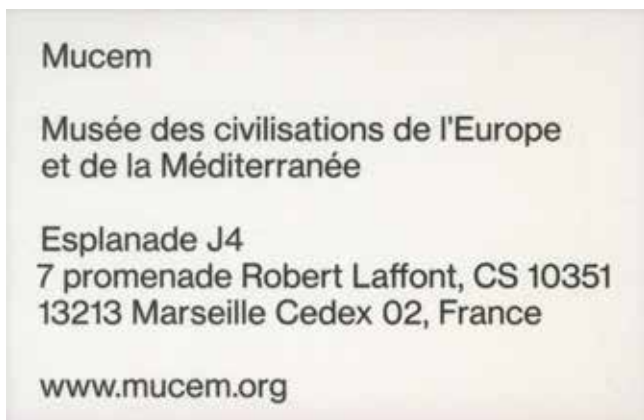 Mucem
Musée des civilisations de l'Europe
et de la Méditerranée
Esplanade J4
7 promenade Robert Laffont, CS 10351
13213 Marseille Cedex 02, France
www.mucem.org